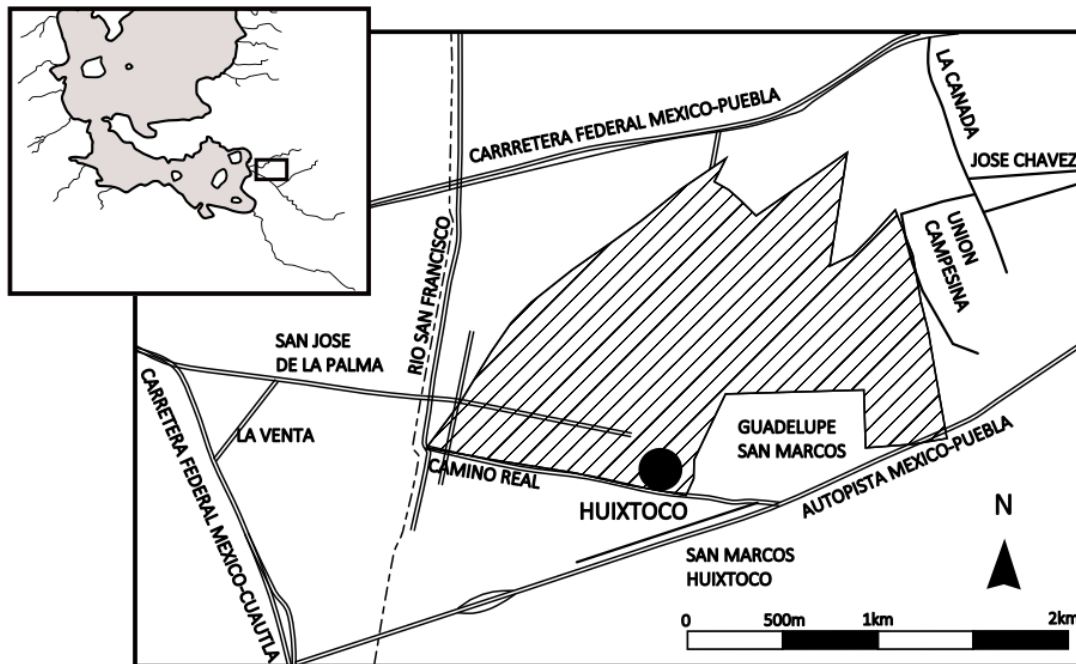 CARRRETERA FEDERAL MEXICO-PUEBLA
LA CANADA
JOSE CHAVEZ
UNION
CAMPESINA
RIO SAN FRANCISCO
SAN JOSE
DE LA PALMA
CARRRETERA FEDERAL MEXICO-CUAUTLA
LA VENTA
CAMINO REAL
GUADELUPE
SAN MARCOS
AUTOPISTA MEXICO-PUEBLA
HUIXTOCO
SAN MARCOS
HUIXTOCO
N
0 500m 1km 2km